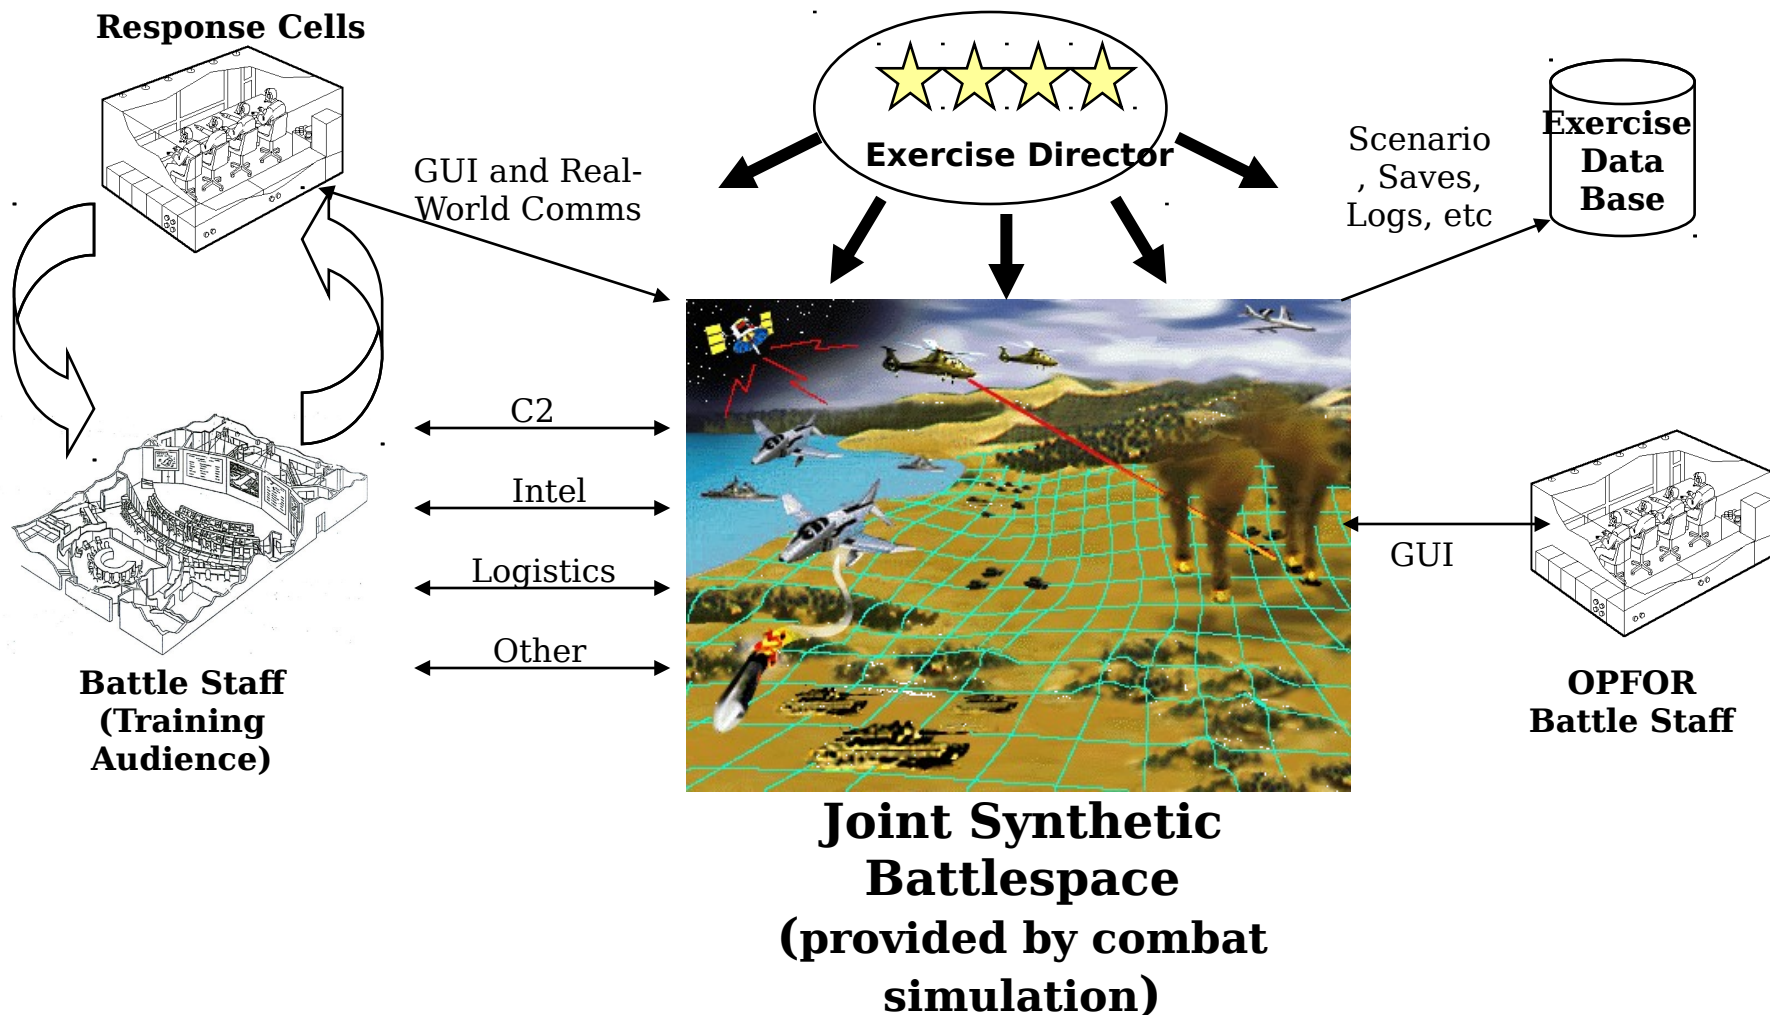 Response Cells
Exercise Director
GUI and Real-
World Comms
Scenario
, Saves,
Logs, etc
Exercise
Data
Base
C2
Intel
Logistics
Other
GUI
Battle Staff
(Training
Audience)
OPFOR
Battle Staff
Joint Synthetic
Battlespace
(provided by combat
simulation)